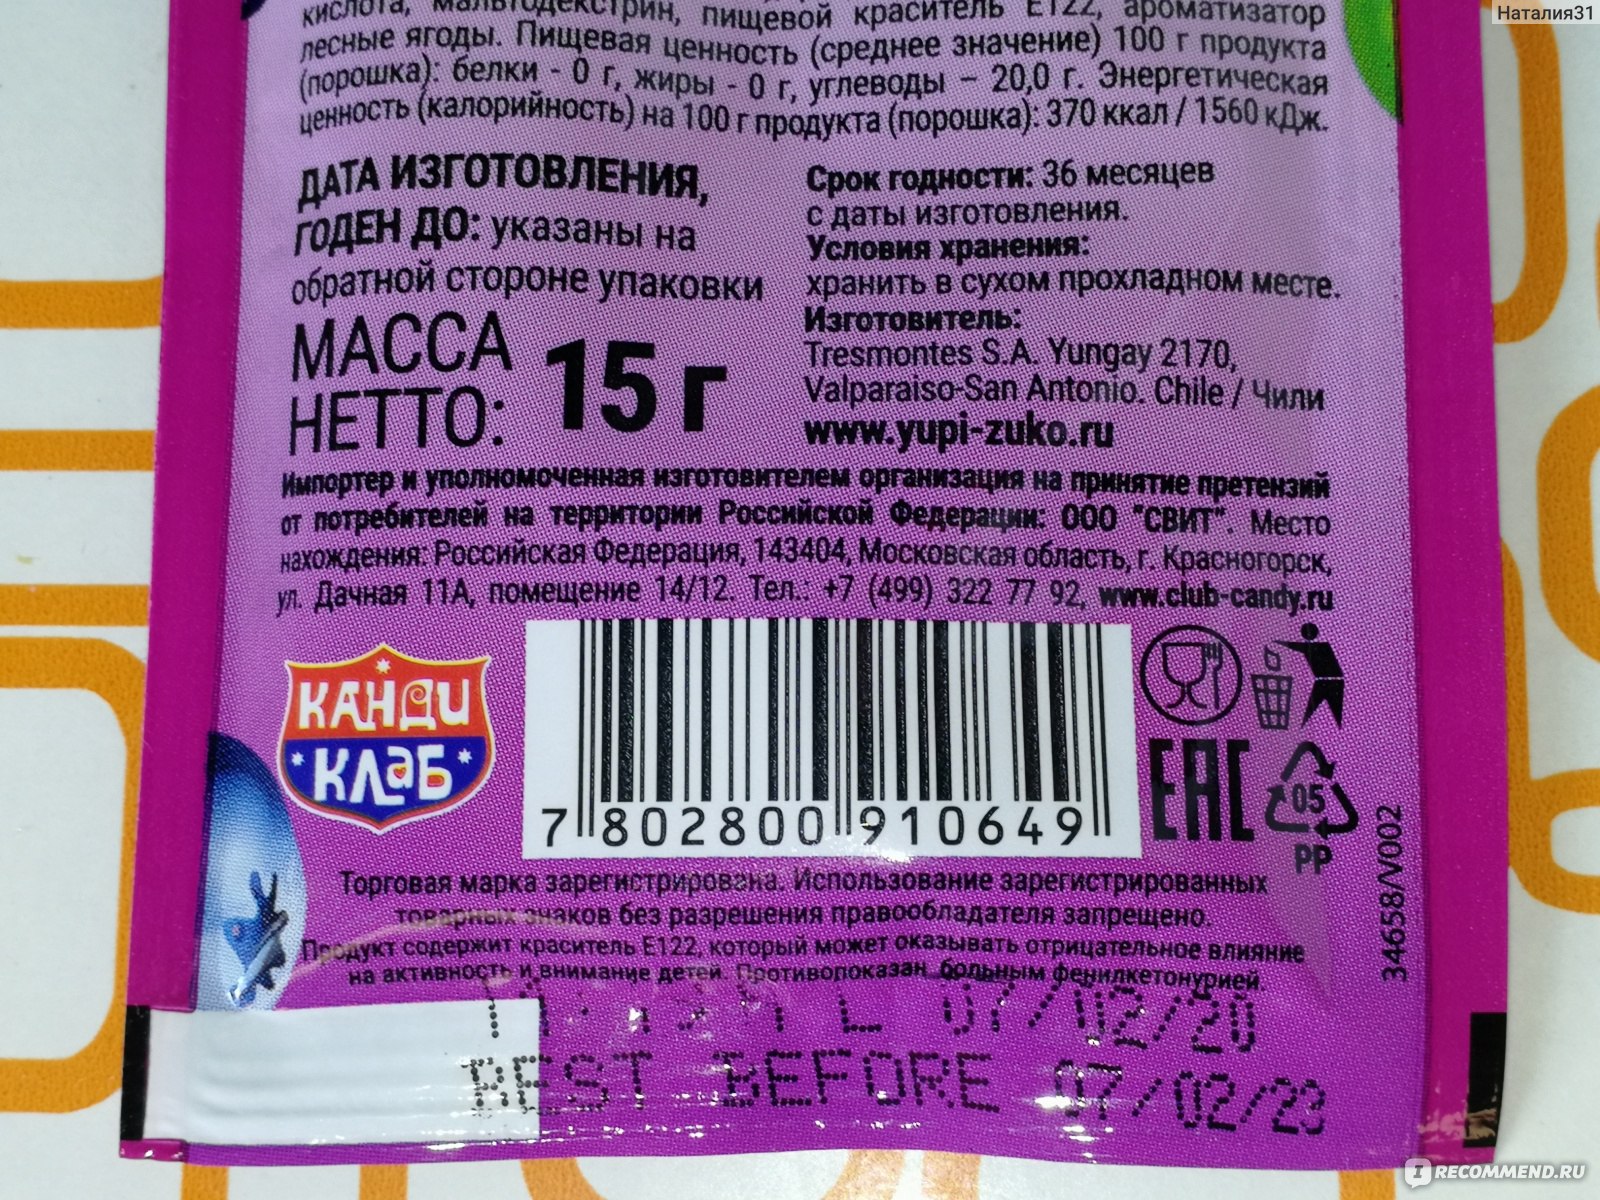 Наталия31
кислота, мальтодекстрин, пищевой краситель Е122, ароматизатор
лесные ягоды. Пищевая ценность (среднее значение) 100 г продукта
(порошка): белки - 0 г, жиры - 0 г, углеводы – 20,0 г. Энергетическая
ценность (калорийность) на 100 г продукта (порошка): 370 ккал / 1560 кДж.
ДАТА ИЗГОТОВЛЕНИЯ,
ГОДЕН ДО: указаны на
обратной стороне упаковки
МАССА
НЕТТО: 15 г
Срок годности: 36 месяцев
с даты изготовления.
Условия хранения:
хранить в сухом прохладном месте.
Изготовитель:
Tresmontes S.A. Yungay 2170,
Valparaiso-San Antonio. Chile / Чили
www.yupi-zuko.ru
Импортер и уполномоченная изготовителем организация на принятие претензий
от потребителей на территории Российской Федерации: ООО "СВИТ". Место
нахождения: Российская Федерация, 143404, Московская область, г. Красногорск,
ул. Дачная 11А, помещение 14/12. Тел.: +7 (499) 322 77 92, www.club-candy.ru
КАНДИ
КЛАБ
7 802800 910649
EAC
05
PP
34658/V002
Торговая марка зарегистрирована. Использование зарегистрированных
товарных знаков без разрешения правообладателя запрещено.
Продукт содержит краситель Е122, который может оказывать отрицательное влияние
на активность и внимание детей. Противопоказан больным фенилкетонурией.
L 07/02/20
BEST BEFORE 07/02/23
IRECOMMEND.RU